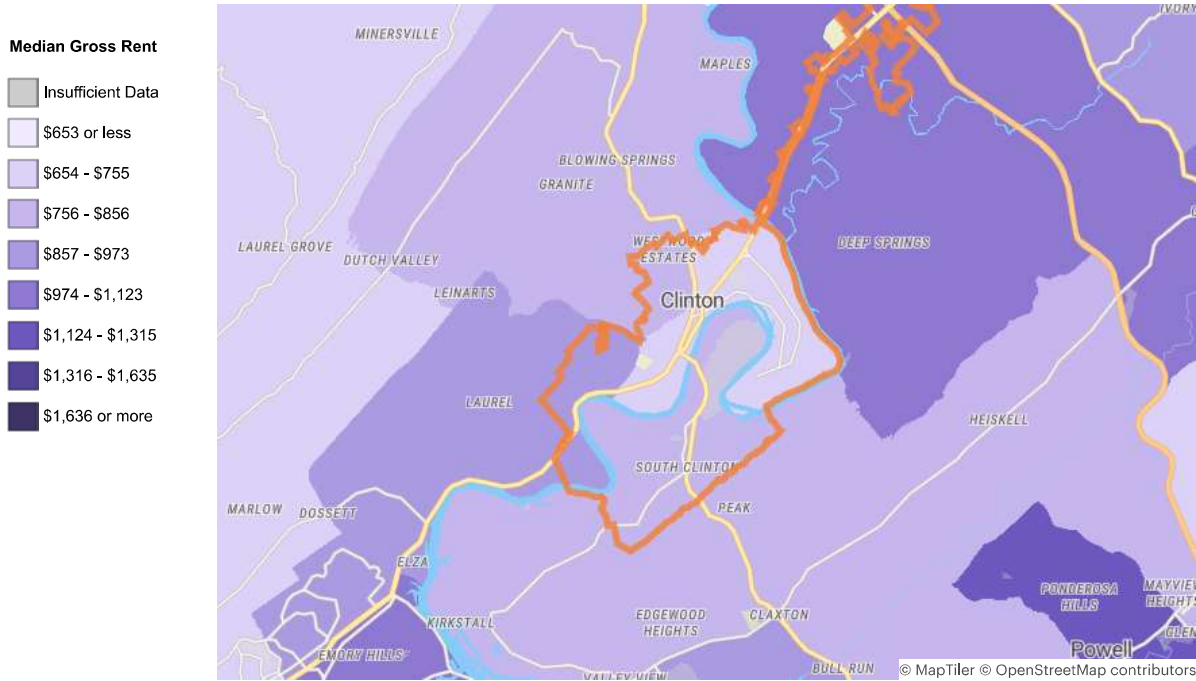 Median Gross Rent
Insufficient Data
$653 or less
$654 - $755
$756 - $856
$857 - $973
$974 - $1,123
$1,124 - $1,315
$1,316 - $1,635
$1,636 or more
IVORY
MINERSVILLE
MAPLES
BLOWING SPRINGS
GRANITE
LAUREL GROVE
WESTWOOD
ESTATES
DEEP SPRINGS
DUTCH VALLEY
LEINARTS
Clinton
LAUREL
HEISKELL
SOUTH CLINTON
MARLOW
DOSSETT
PEAK
ELZA
PONDEROSA
HILLS
MAYVIEW
HEIGHTS
KIRKSTALL
EDGEWOOD
HEIGHTS
CLAXTON
GLEN
EMORY HILLS
Powell
VALLEY VIEW
BULL RUN
© MapTiler © OpenStreetMap contributors